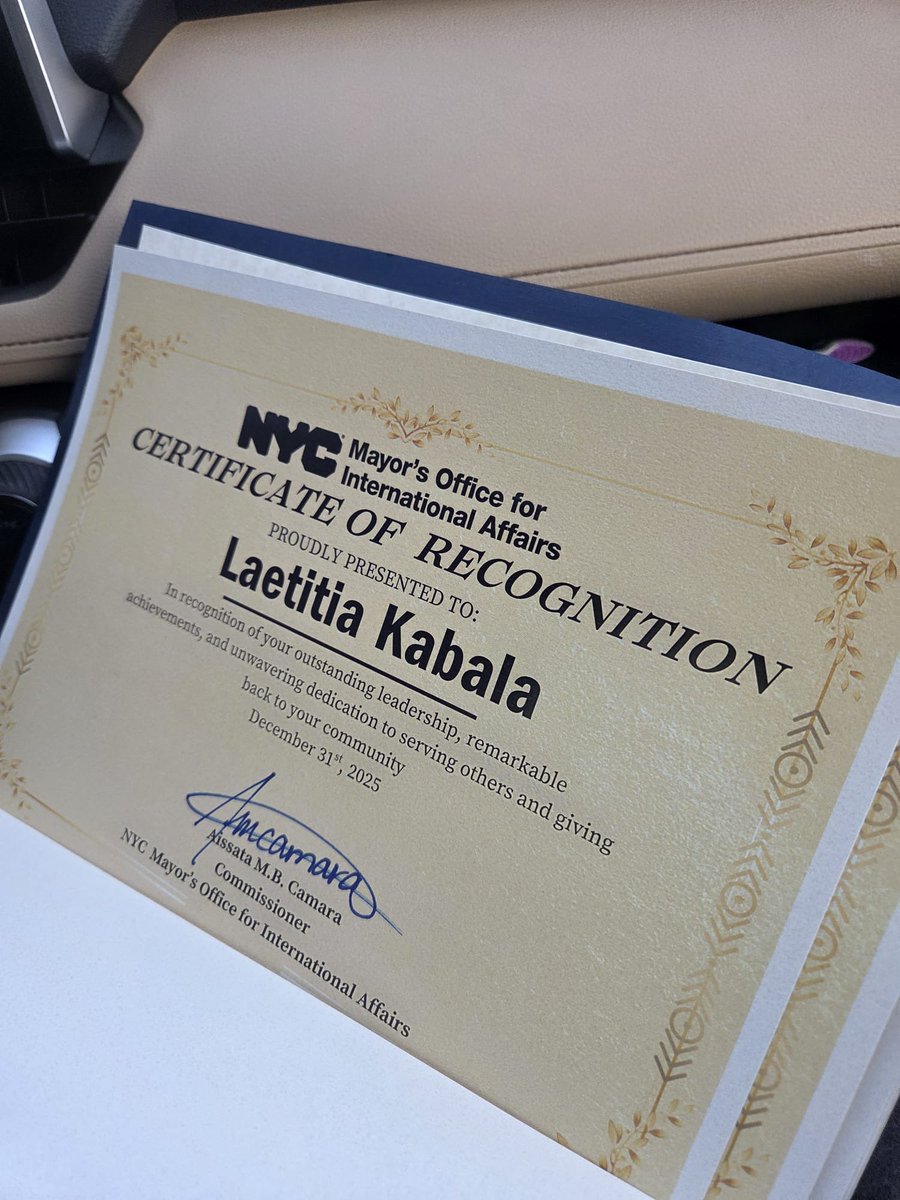 NYC Mayor's Office for
International Affairs
CERTIFICATE OF RECOGNITION
PROUDLY PRESENTED TO:
Laetitia Kabala
In recognition of your outstanding leadership, remarkable
achievements, and unwavering dedication to serving others and giving
back to your community
December 31st, 2025
Amcamara
Aissata M.B. Camara
Commissioner
NYC Mayor's Office for International Affairs